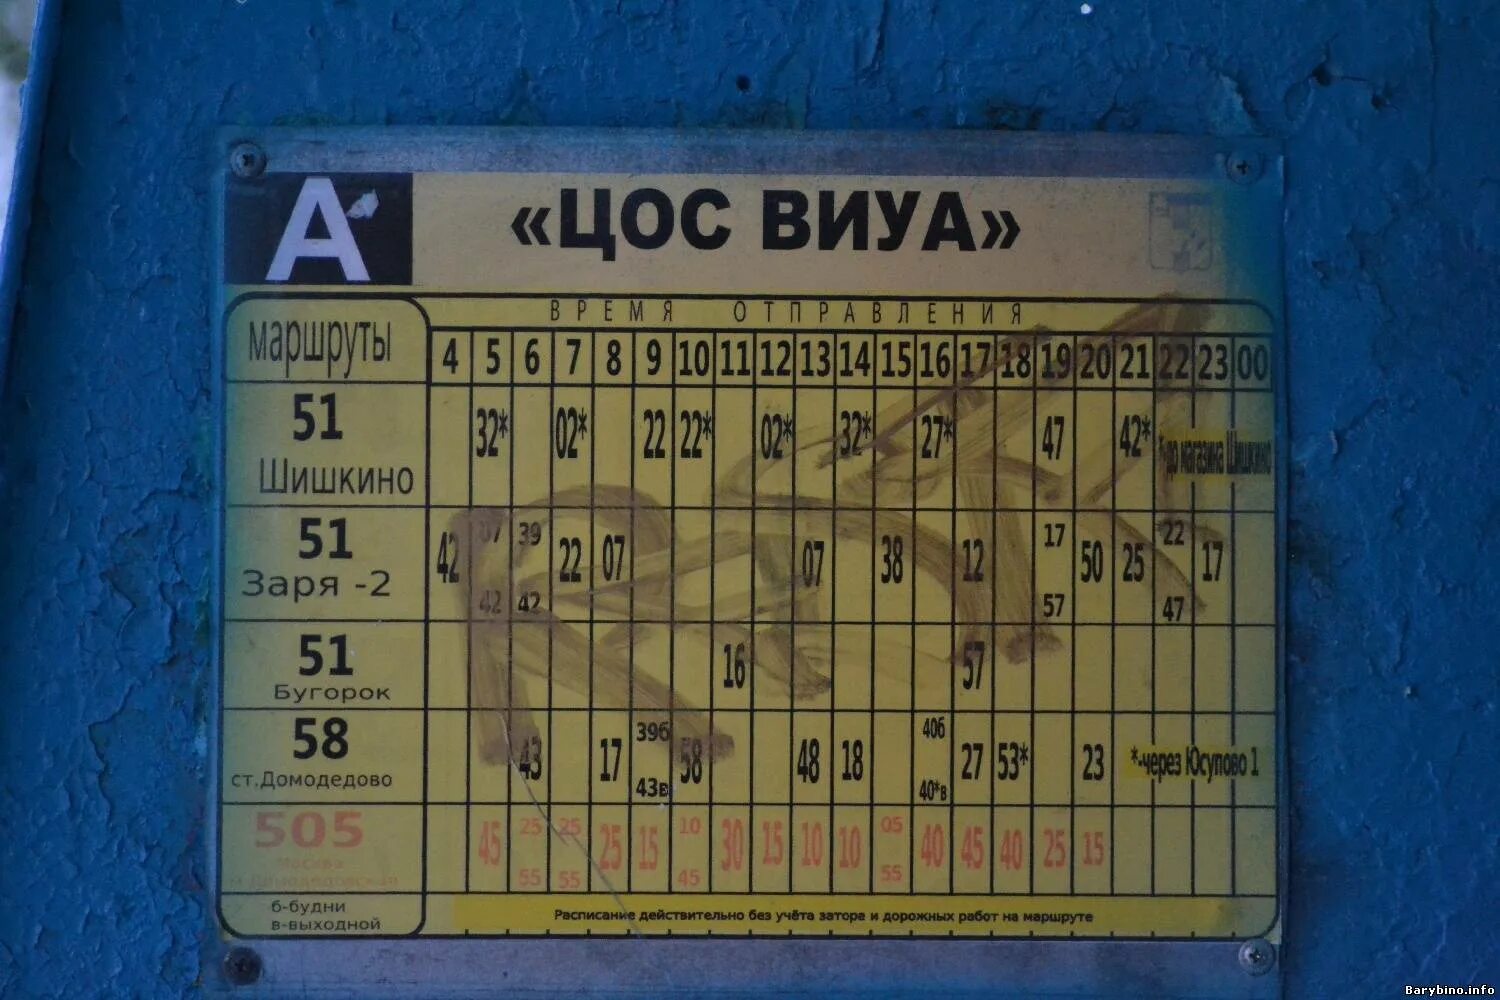 А
«ЦОС ВИУА»
ВРЕМЯ ОТПРАВЛЕНИЯ
маршруты 4 5 6 7 8 9 10 11 12 13 14 15 16 17 18 19 20 21 22 23 00
51 Шишкино 32* 02* 22 22* 02* 32* 27* 47 42* *до магазина Шишкино
51 07 39 17 22
Заря -2 42 22 07 07 38 12 50 25 17
42 42 57 47
51 Бугорок 16 57
58 39б 40б
ст.Домодедово 43 17 58 48 18 27 53* 23 *-через Юсупово 1
43в 40*в
505 25 25 10 05
Москва 45 25 15 30 15 10 10 40 45 40 25 15
м.Домодедовская 55 55 45 55
б-будни
в-выходной
Расписание действительно без учёта затора и дорожных работ на маршруте
Barybino.info